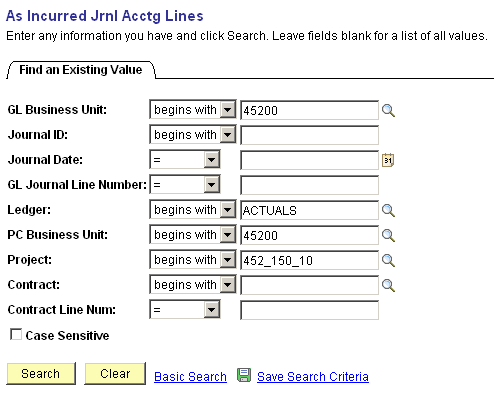 As Incurred Jrnl Acctg Lines
Enter any information you have and click Search. Leave fields blank for a list of all values.
Find an Existing Value
GL Business Unit: begins with 45200
Journal ID: begins with
Journal Date: = 31
GL Journal Line Number: =
Ledger: begins with ACTUALS
PC Business Unit: begins with 45200
Project: begins with 452_150_10
Contract: begins with
Contract Line Num: =
Case Sensitive
Search Clear Basic Search Save Search Criteria